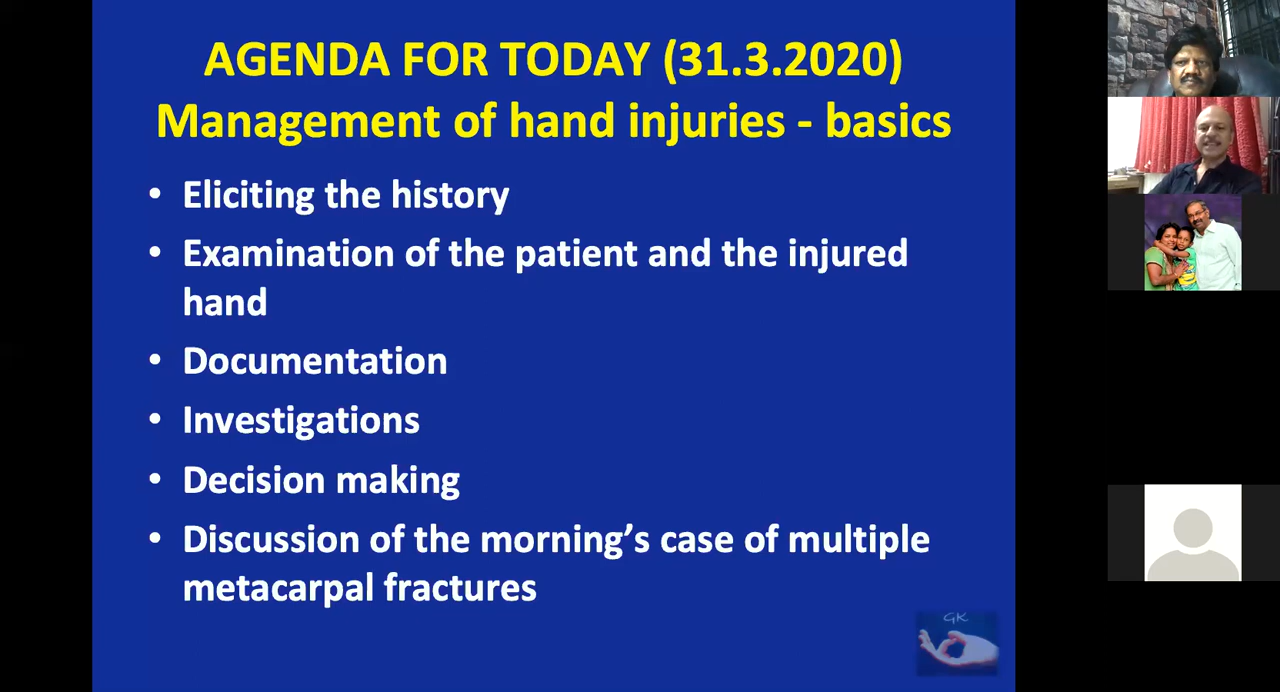 AGENDA FOR TODAY (31.3.2020)
Management of hand injuries - basics
• Eliciting the history
• Examination of the patient and the injured
hand
• Documentation
• Investigations
• Decision making
• Discussion of the morning’s case of multiple
metacarpal fractures
GK